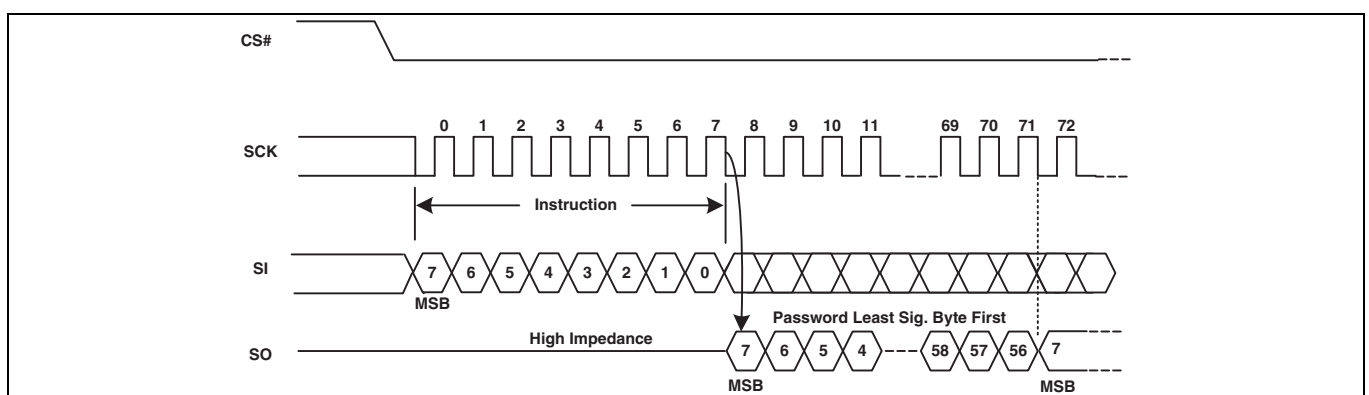 CS#
0 1 2 3 4 5 6 7 8 9 10 11 69 70 71 72
SCK
Instruction
SI 7 6 5 4 3 2 1 0
MSB
Password Least Sig. Byte First
High Impedance
SO 7 6 5 4 58 57 56 7
MSB MSB